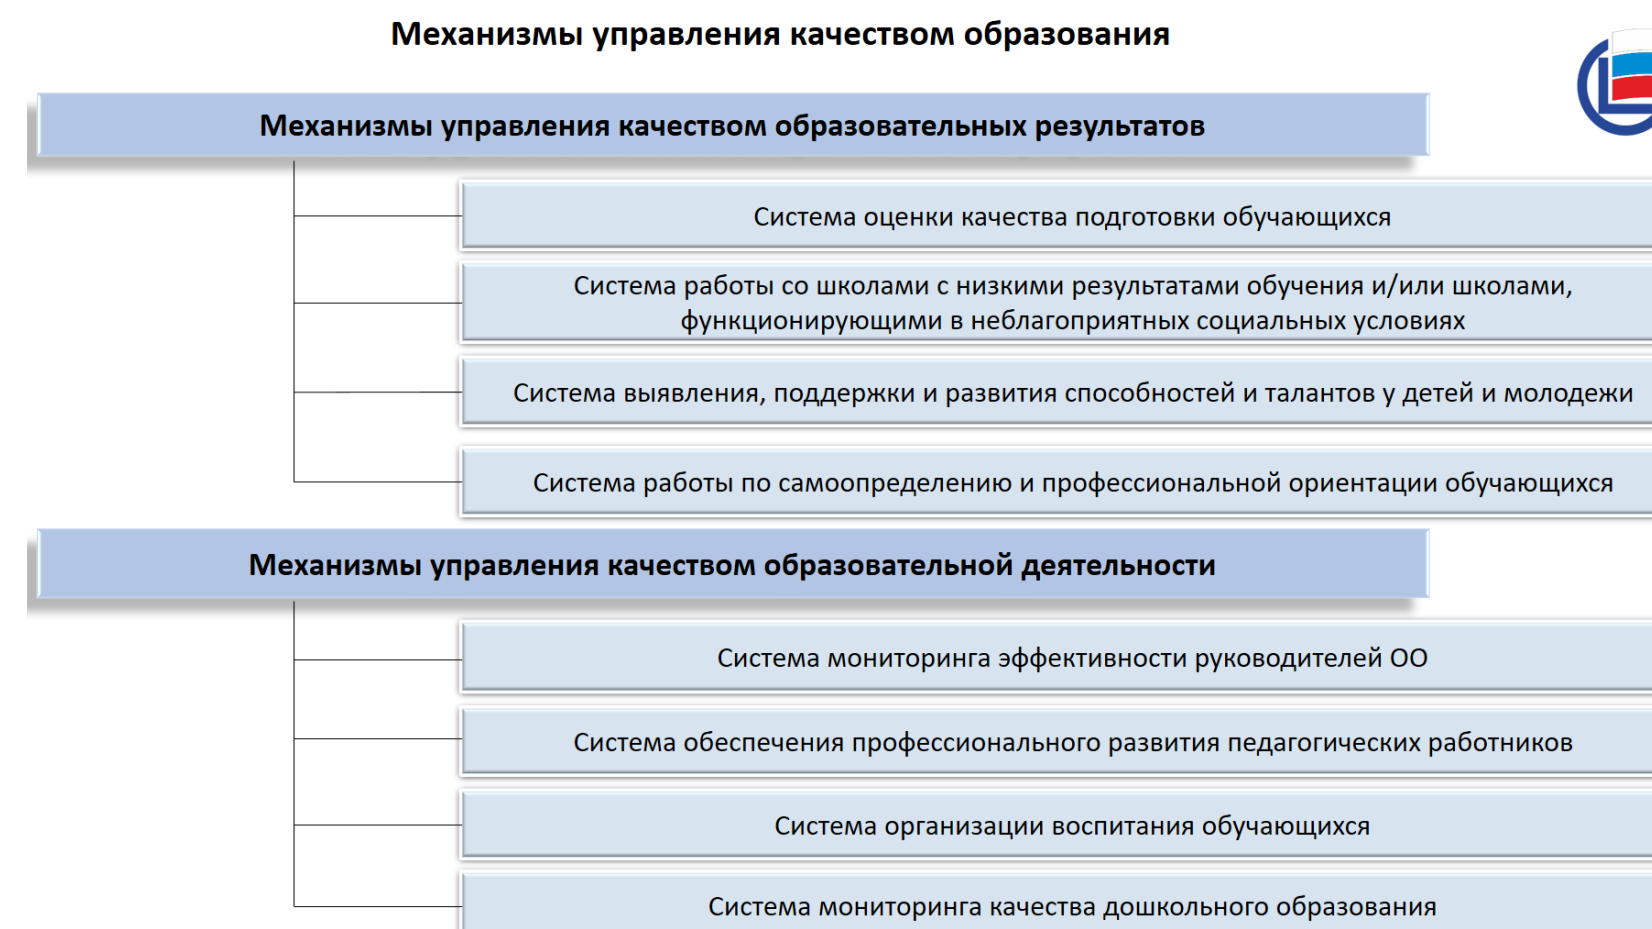 Механизмы управления качеством образования
Механизмы управления качеством образовательных результатов
Система оценки качества подготовки обучающихся
Система работы со школами с низкими результатами обучения и/или школами,
функционирующими в неблагоприятных социальных условиях
Система выявления, поддержки и развития способностей и талантов у детей и молодежи
Система работы по самоопределению и профессиональной ориентации обучающихся
Механизмы управления качеством образовательной деятельности
Система мониторинга эффективности руководителей ОО
Система обеспечения профессионального развития педагогических работников
Система организации воспитания обучающихся
Система мониторинга качества дошкольного образования